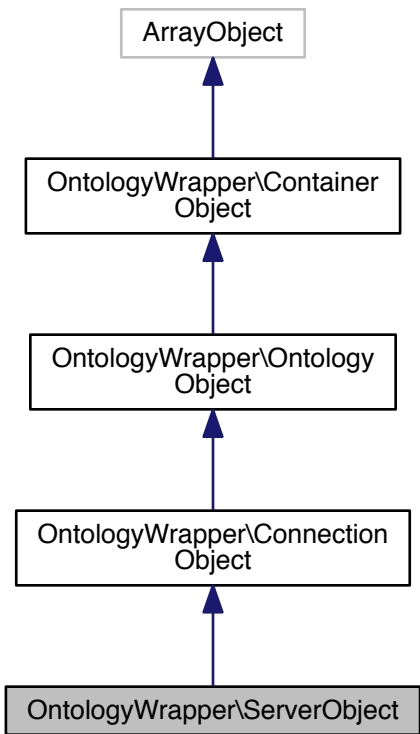 ArrayObject
OntologyWrapper\Container
Object
OntologyWrapper\Ontology
Object
OntologyWrapper\Connection
Object
OntologyWrapper\ServerObject